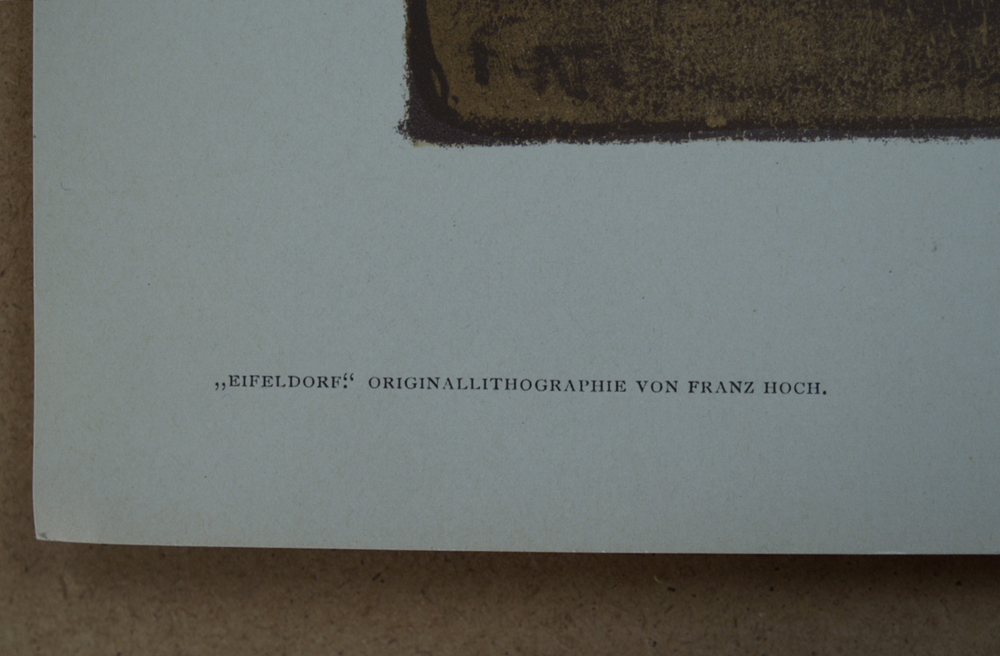 „EIFELDORF.“ ORIGINALLITHOGRAPHIE VON FRANZ HOCH.